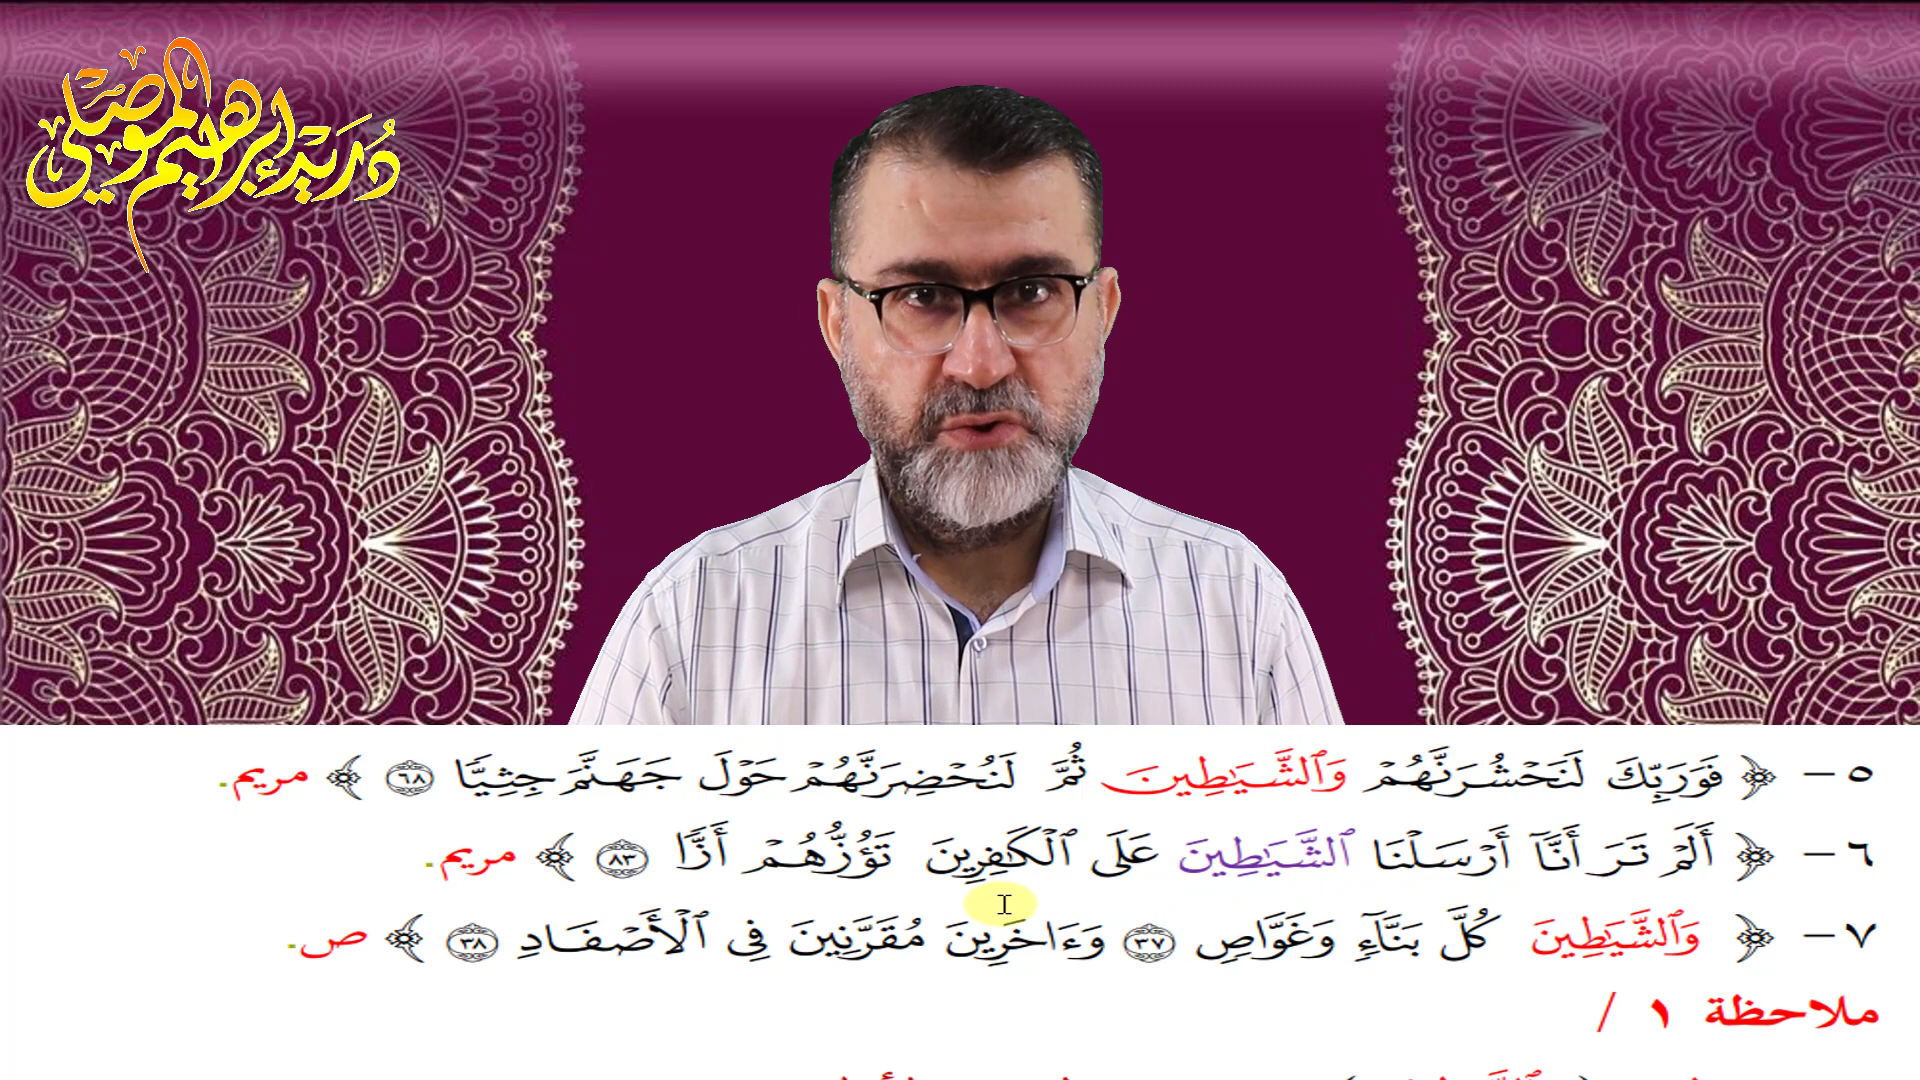 دُريد إبراهيم الموصلي
٥ – ﴿ فَوَرَبِّكَ لَنَحْشُرَنَّهُمْ وَٱلشَّيَٰطِينَ ثُمَّ لَنُحْضِرَنَّهُمْ حَوْلَ جَهَنَّمَ جِثِيًّا ٦٨ ﴾ مريم.
٦ – ﴿ أَلَمْ تَرَ أَنَّآ أَرْسَلْنَا ٱلشَّيَٰطِينَ عَلَى ٱلْكَٰفِرِينَ تَؤُزُّهُمْ أَزًّا ٨٣ ﴾ مريم.
٧ – ﴿ وَٱلشَّيَٰطِينَ كُلَّ بَنَّآءٍ وَغَوَّاصٍ ٣٧ وَءَاخَرِينَ مُقَرَّنِينَ فِى ٱلْأَصْفَادِ ٣٨ ﴾ ص.
ملاحظة ١ /